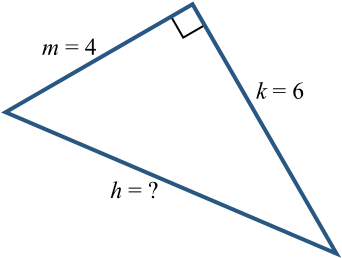 m = 4
k = 6
h = ?